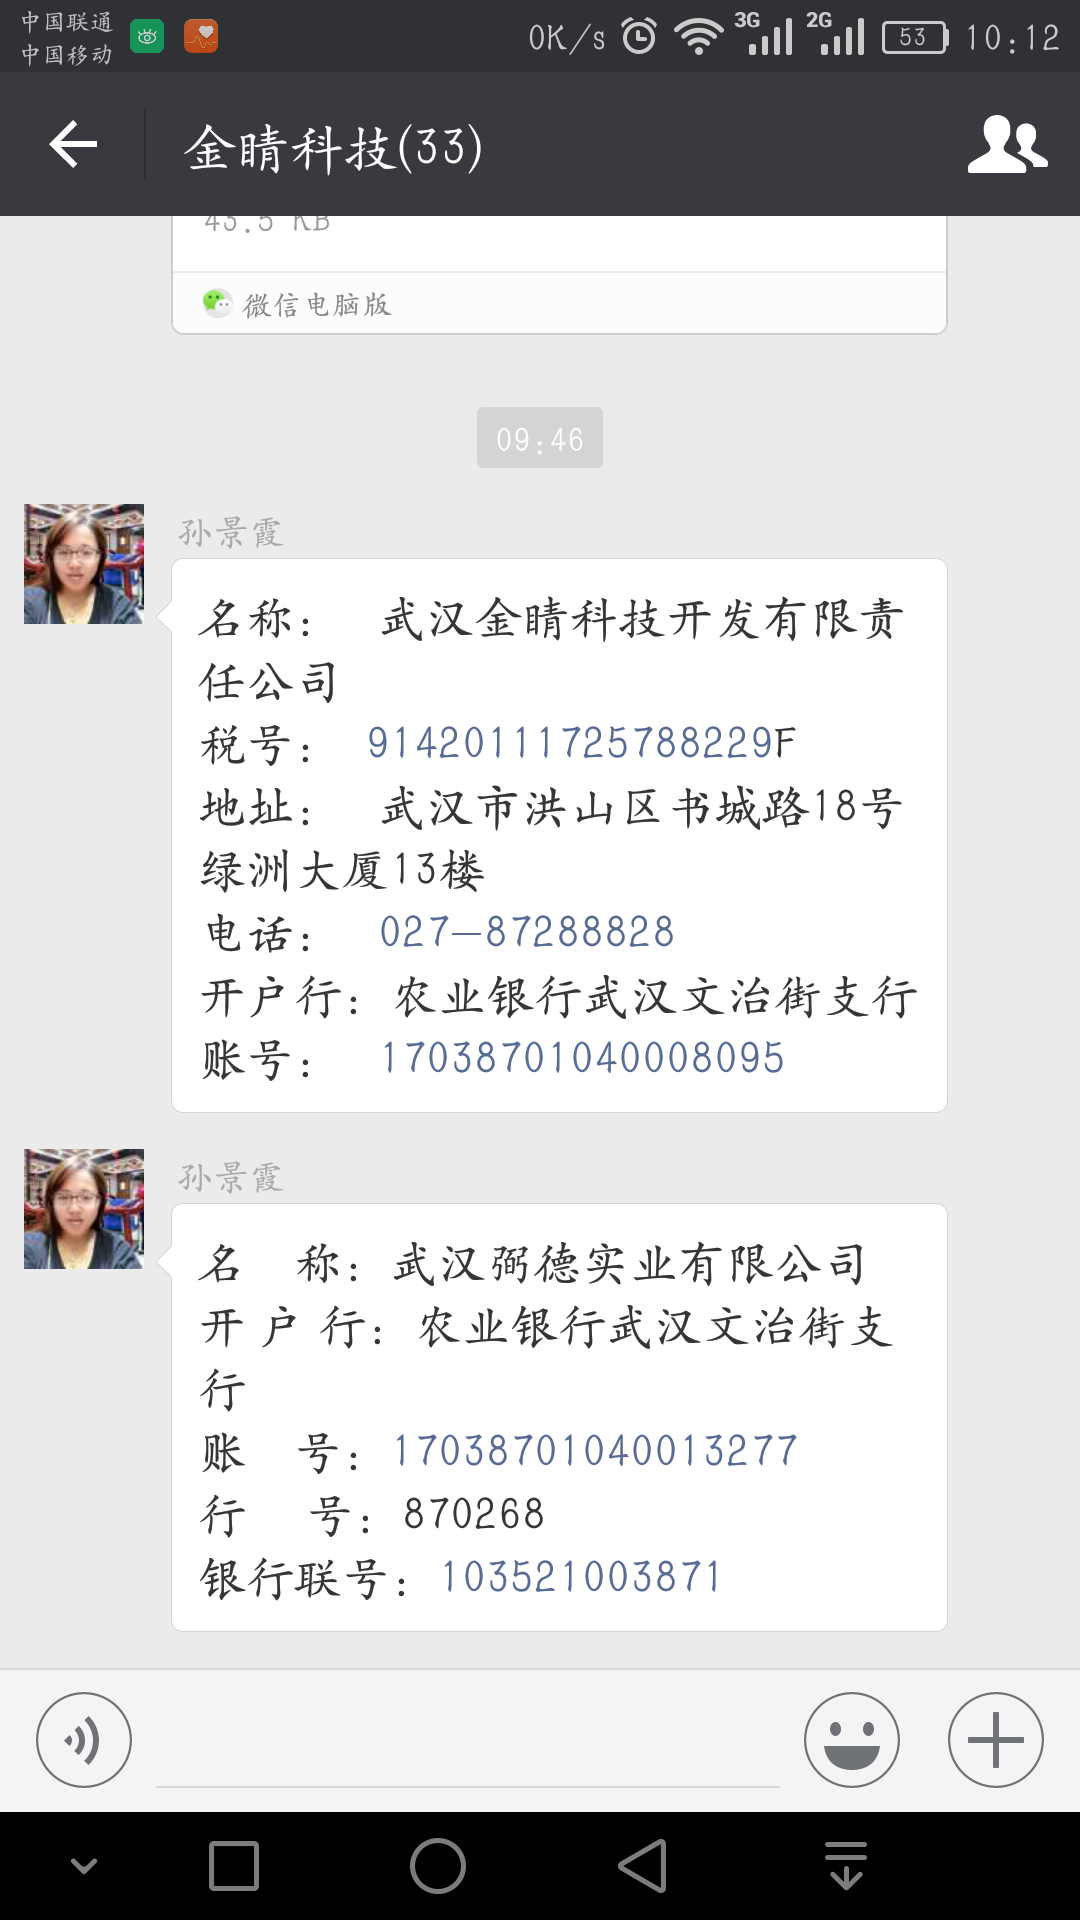 中国联通
中国移动
0K/s 3G 2G 53 10:12
金睛科技(33)
43.5 KB
微信电脑版
09:46
孙景霞
名称： 武汉金睛科技开发有限责
任公司
税号： 91420111725788229F
地址： 武汉市洪山区书城路18号
绿洲大厦13楼
电话： 027—87288828
开户行：农业银行武汉文治街支行
账号： 17038701040008095
孙景霞
名 称：武汉弼德实业有限公司
开 户 行：农业银行武汉文治街支
行
账 号：17038701040013277
行 号：870268
银行联号：103521003871